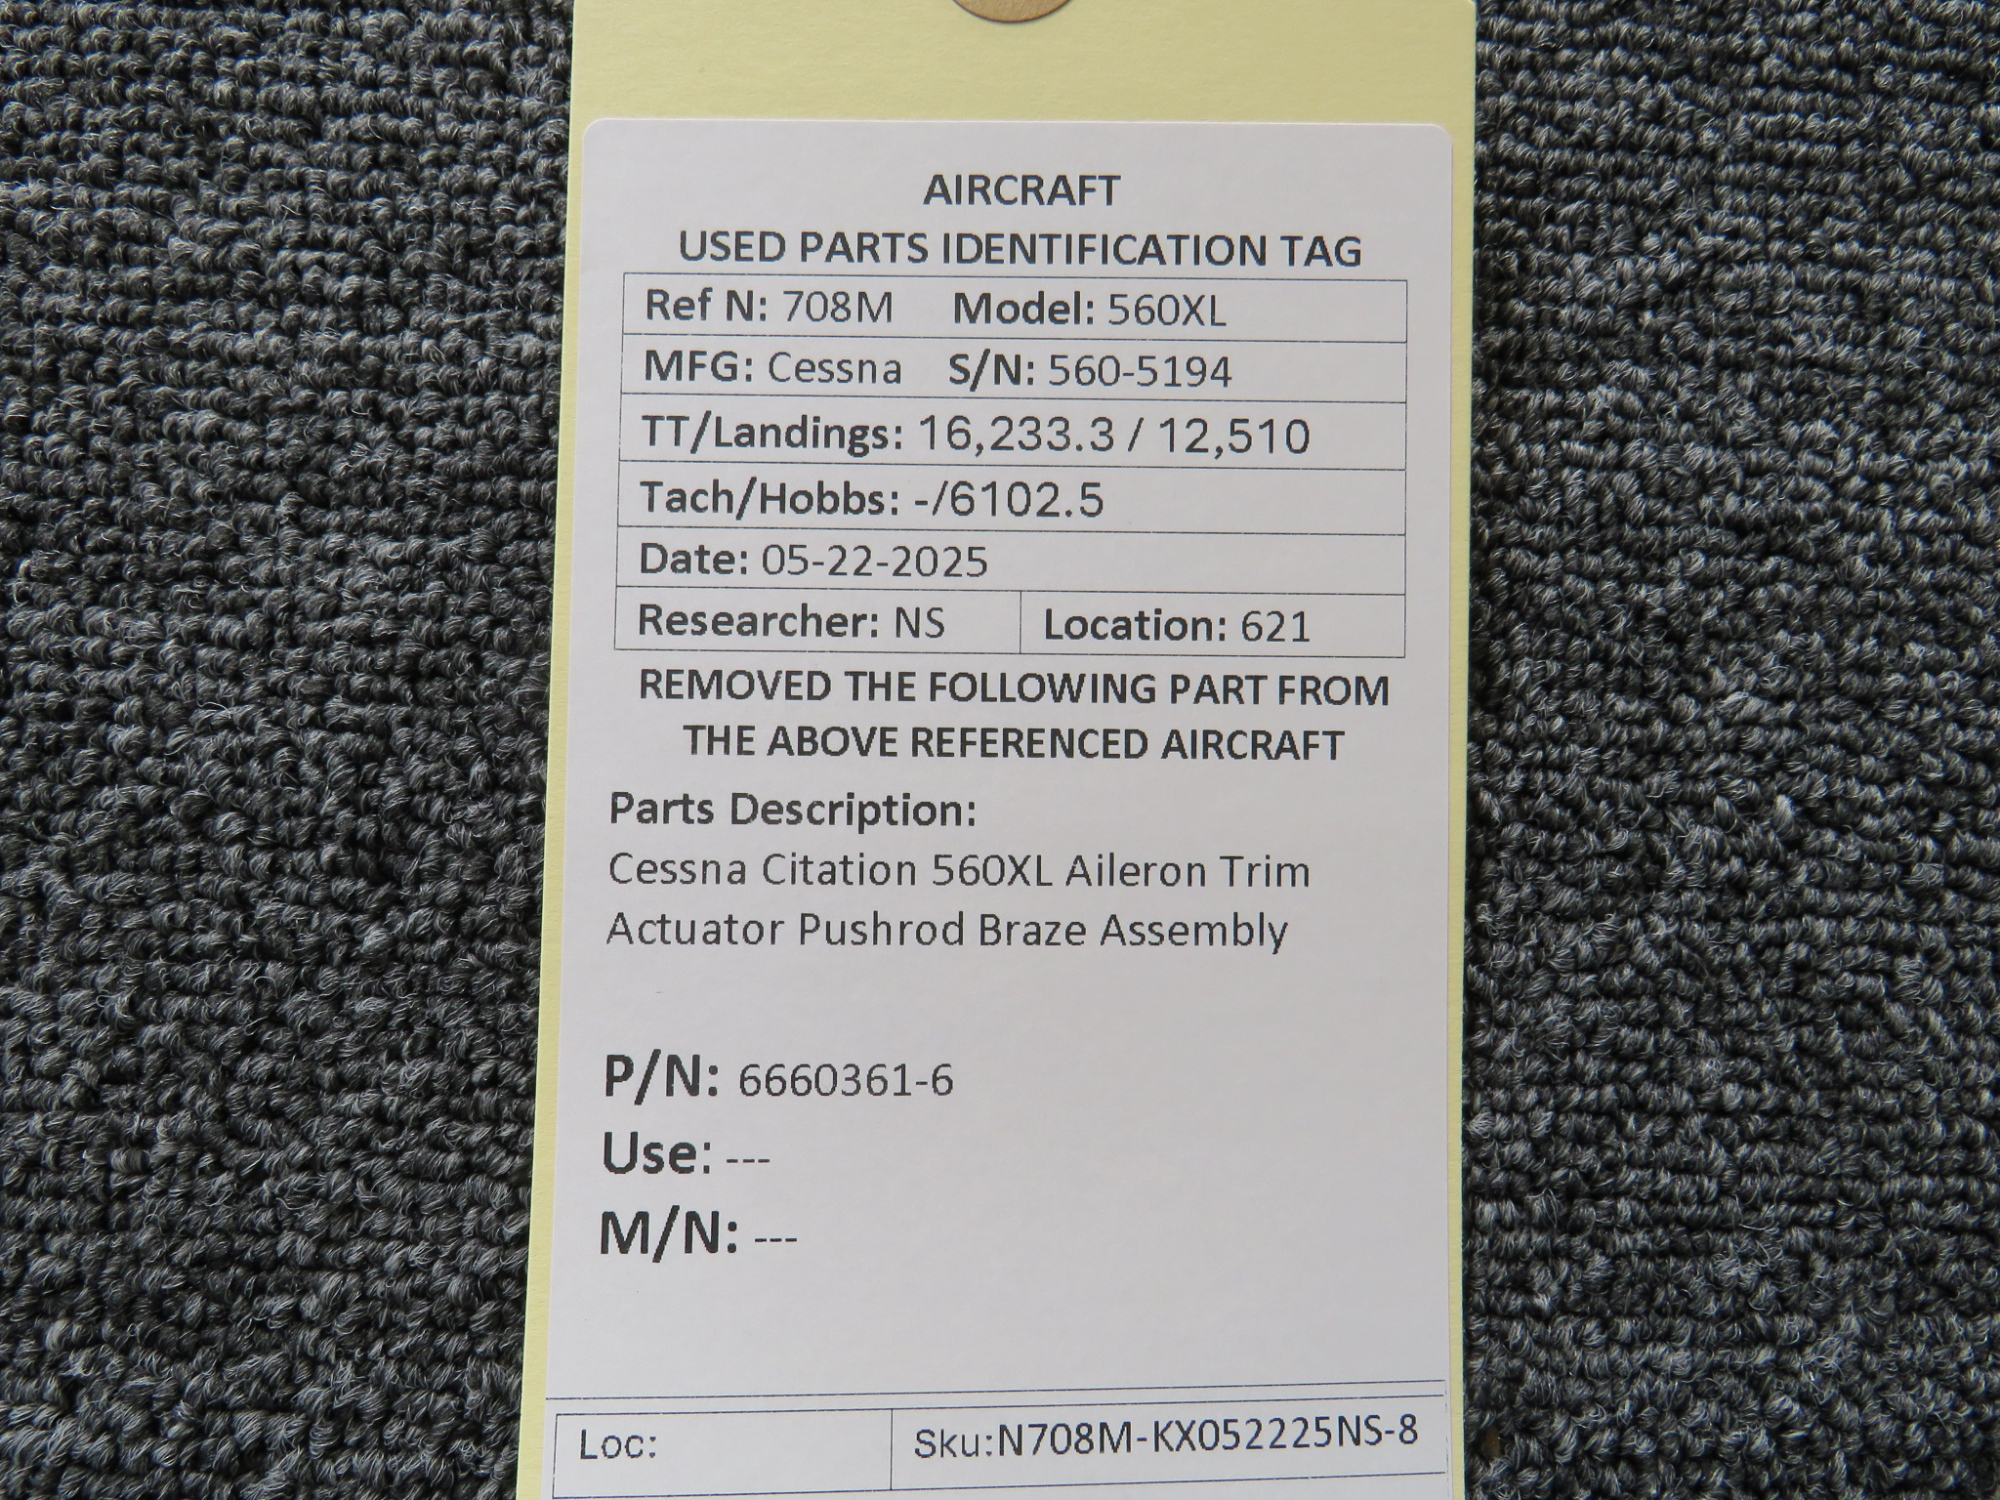 AIRCRAFT
USED PARTS IDENTIFICATION TAG
Ref N: 708M Model: 560XL
MFG: Cessna S/N: 560-5194
TT/Landings: 16,233.3 / 12,510
Tach/Hobbs: -/6102.5
Date: 05-22-2025
Researcher: NS Location: 621
REMOVED THE FOLLOWING PART FROM
THE ABOVE REFERENCED AIRCRAFT
Parts Description:
Cessna Citation 560XL Aileron Trim
Actuator Pushrod Braze Assembly
P/N: 6660361-6
Use: ---
M/N: ---
Loc: Sku:N708M-KX052225NS-8